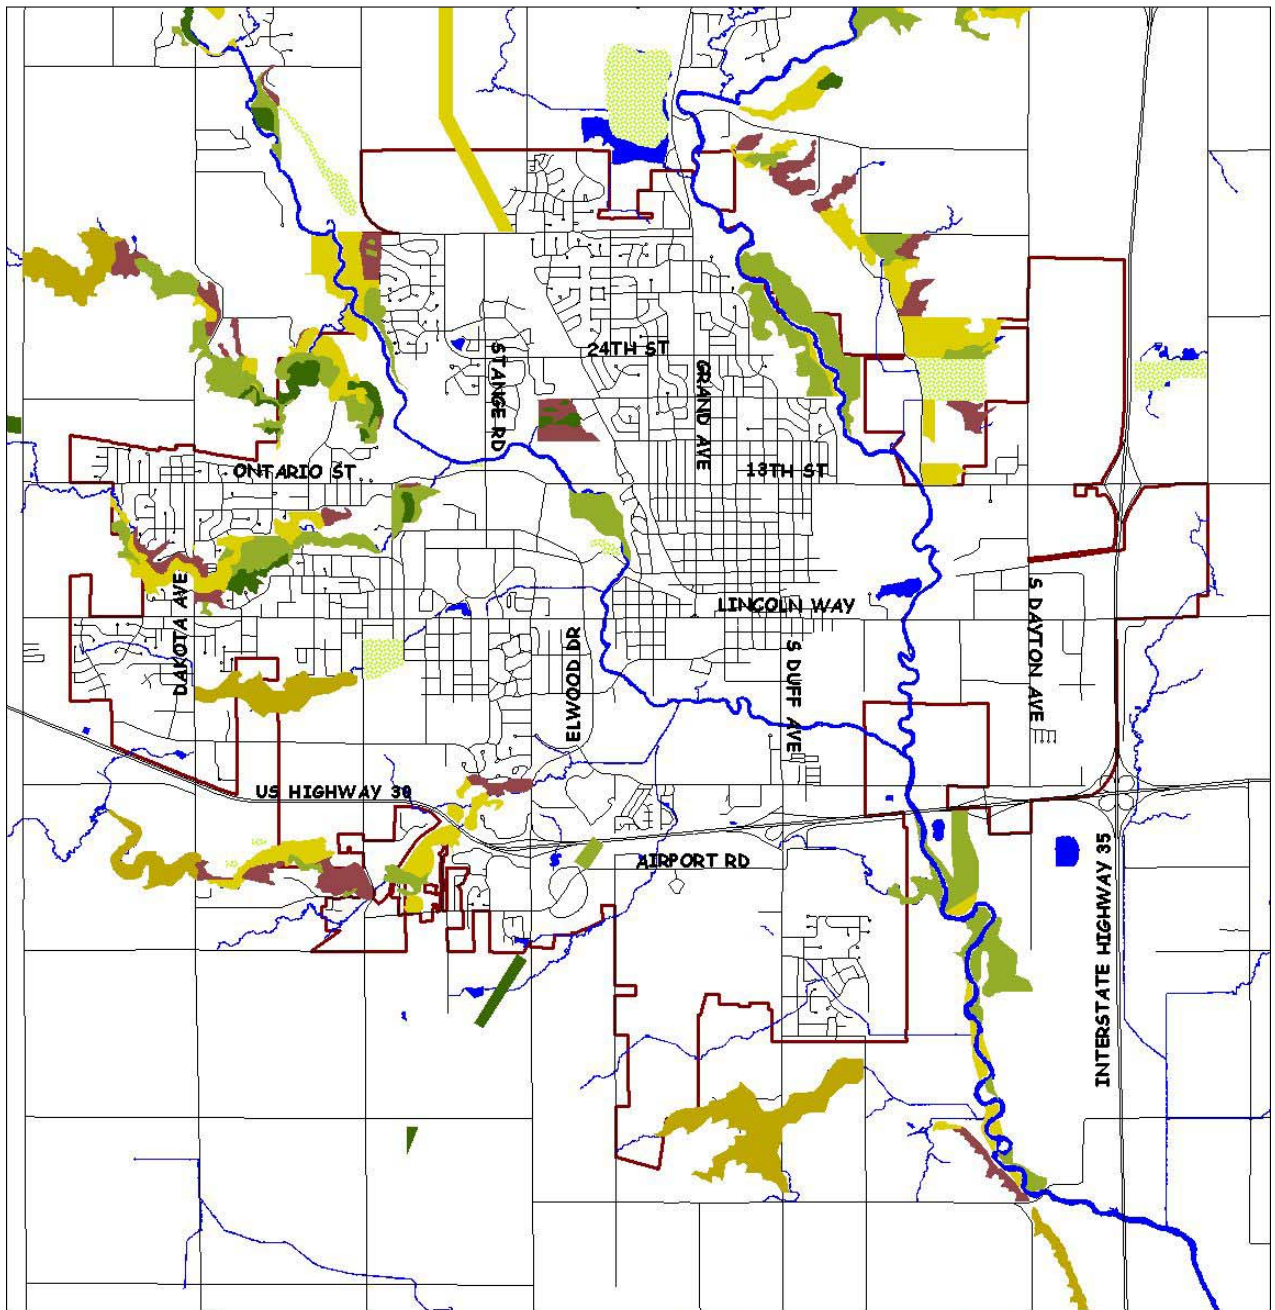 24TH ST
STANGE RD
GRAND AVE
ONTARIO ST
13TH ST
DAKOTA AVE
LINCOLN WAY
S DAYTON AVE
ELWOOD DR
S DUFF AVE
US HIGHWAY 30
AIRPORT RD
INTERSTATE HIGHWAY 35